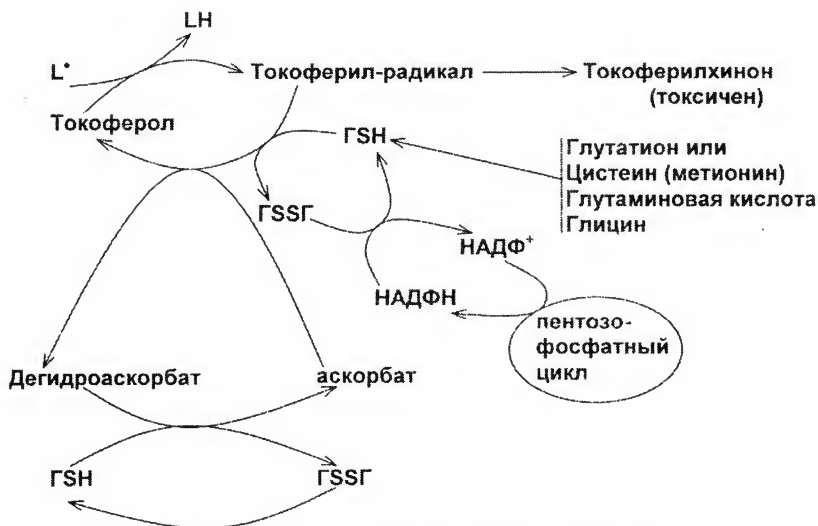 LH
L• Токоферил-радикал Токоферилхинон
(токсичен)
Токоферол
ГSH
Глутатион или
Цистеин (метионин)
Глутаминовая кислота
Глицин
ГSSГ
НАДФ⁺
НАДФН
пентозо-
фосфатный
цикл
Дегидроаскорбат аскорбат
ГSH ГSSГ